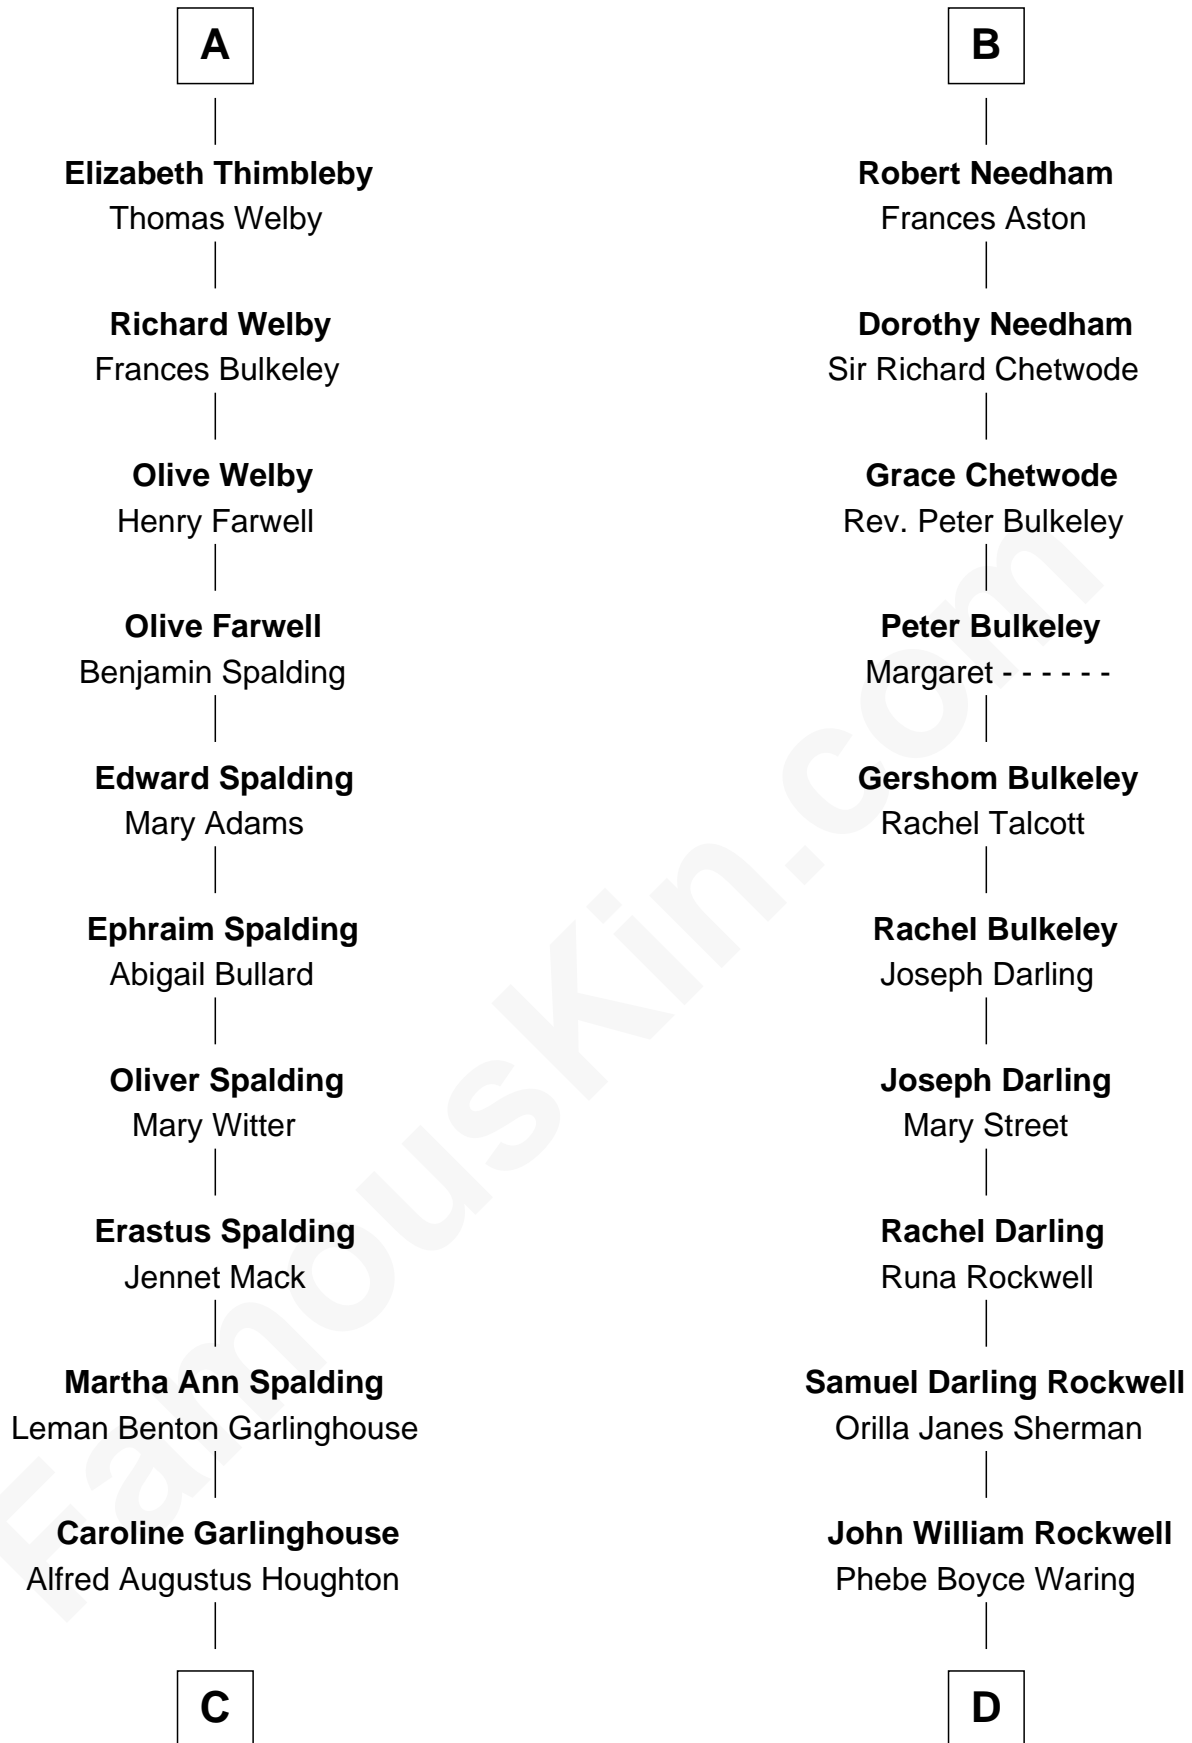 A
Elizabeth Thimbleby
Thomas Welby
Richard Welby
Frances Bulkeley
Olive Welby
Henry Farwell
Olive Farwell
Benjamin Spalding
Edward Spalding
Mary Adams
Ephraim Spalding
Abigail Bullard
Oliver Spalding
Mary Witter
Erastus Spalding
Jennet Mack
Martha Ann Spalding
Leman Benton Garlinghouse
Caroline Garlinghouse
Alfred Augustus Houghton
C
B
Robert Needham
Frances Aston
Dorothy Needham
Sir Richard Chetwode
Grace Chetwode
Rev. Peter Bulkeley
Peter Bulkeley
Margaret - - - - - -
Gershom Bulkeley
Rachel Talcott
Rachel Bulkeley
Joseph Darling
Joseph Darling
Mary Street
Rachel Darling
Runa Rockwell
Samuel Darling Rockwell
Orilla Janes Sherman
John William Rockwell
Phebe Boyce Waring
D
FamousKin.com